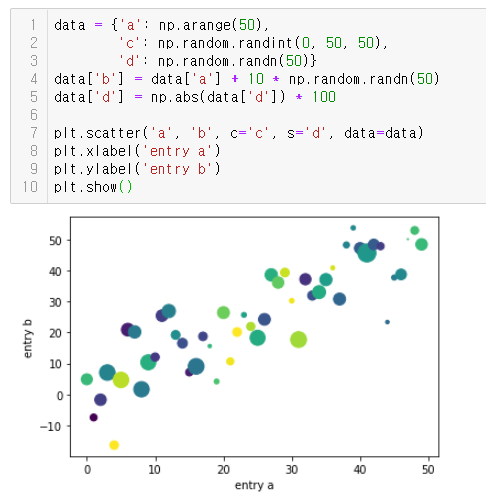 1 data = {'a': np.arange(50),
2         'c': np.random.randint(0, 50, 50),
3         'd': np.random.randn(50)}
4 data['b'] = data['a'] + 10 * np.random.randn(50)
5 data['d'] = np.abs(data['d']) * 100
6
7 plt.scatter('a', 'b', c='c', s='d', data=data)
8 plt.xlabel('entry a')
9 plt.ylabel('entry b')
10 plt.show()
50
40
30
20
10
0
−10
entry b
0 10 20 30 40 50
entry a